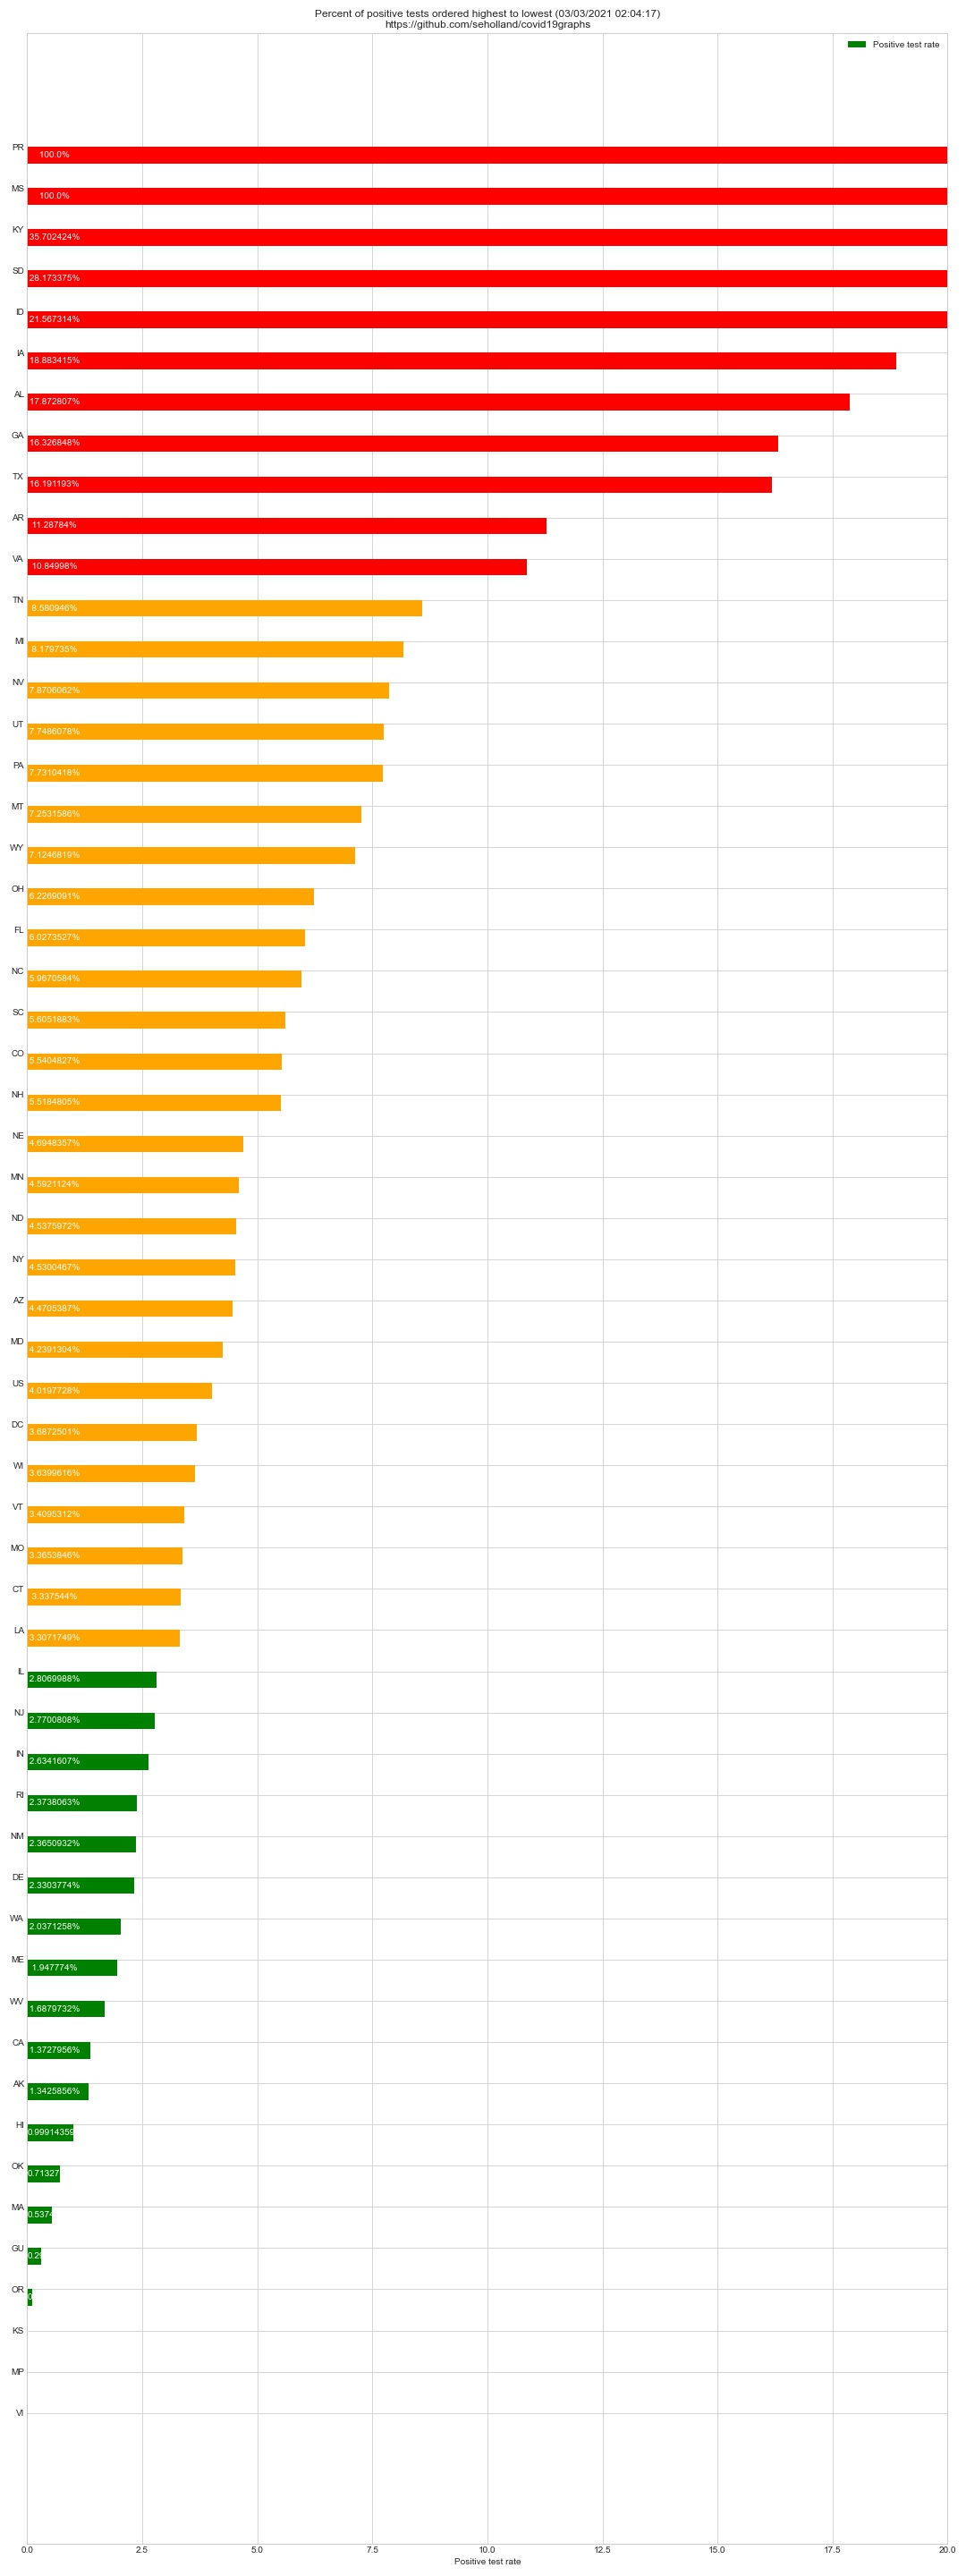 Percent of positive tests ordered highest to lowest (03/03/2021 02:04:17)
https://github.com/seholland/covid19graphs
Positive test rate
PR 100.0%
MS 100.0%
KY 35.702424%
SD 28.173375%
ID 21.567314%
IA 18.883415%
AL 17.872807%
GA 16.326848%
TX 16.191193%
AR 11.28784%
VA 10.84998%
TN 8.580946%
MI 8.179735%
NV 7.8706062%
UT 7.7486078%
PA 7.7310418%
MT 7.2531586%
WY 7.1246819%
OH 6.2269091%
FL 6.0273527%
NC 5.9670584%
SC 5.6051883%
CO 5.5404827%
NH 5.5184805%
NE 4.6948357%
MN 4.5921124%
ND 4.5375972%
NY 4.5300467%
AZ 4.4705387%
MD 4.2391304%
US 4.0197728%
DC 3.6872501%
WI 3.6399616%
VT 3.4095312%
MO 3.3653846%
CT 3.337544%
LA 3.3071749%
IL 2.8069988%
NJ 2.7700808%
IN 2.6341607%
RI 2.3738063%
NM 2.3650932%
DE 2.3303774%
WA 2.0371258%
ME 1.947774%
WV 1.6879732%
CA 1.3727956%
AK 1.3425856%
HI 0.99914359
OK 0.71327
MA 0.5374
GU 0.29
OR
KS
MP
VI
0.0 2.5 5.0 7.5 10.0 12.5 15.0 17.5 20.0
Positive test rate